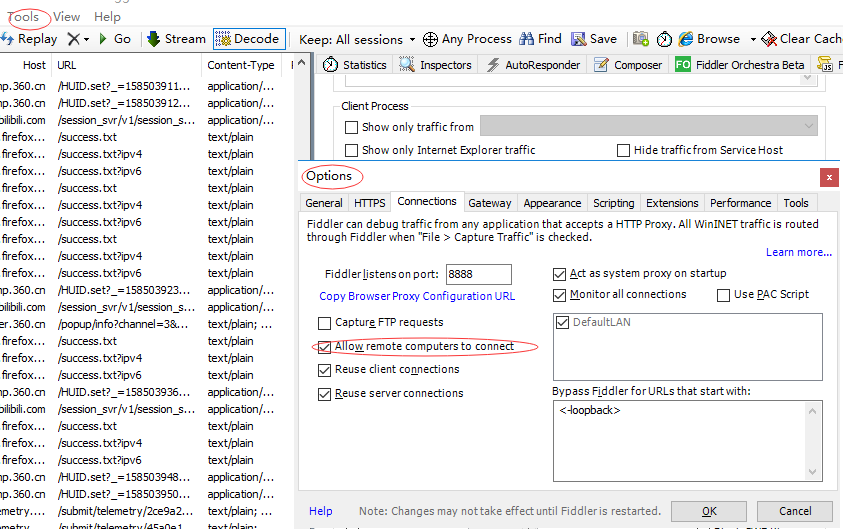 Tools View Help
Replay Go Stream Decode Keep: All sessions Any Process Find Save Browse Clear Cach
Host URL Content-Type
Statistics Inspectors AutoResponder Composer FO Fiddler Orchestra Beta
mp.360.cn /HUID.set?_=158503911... application/...
mp.360.cn /HUID.set?_=158503912... application/...
bilibili.com /session_svr/v1/session_s... application/...
.firefox... /success.txt text/plain
.firefox... /success.txt?ipv4 text/plain
.firefox... /success.txt?ipv6 text/plain
.firefox... /success.txt text/plain
.firefox... /success.txt?ipv4 text/plain
.firefox... /success.txt?ipv6 text/plain
.firefox... /success.txt text/plain
.firefox... /success.txt?ipv4 text/plain
.firefox... /success.txt?ipv6 text/plain
mp.360.cn /HUID.set?_=158503923... application/...
bilibili.com /session_svr/v1/session_s... application/...
er.360.cn /popup/info?channel=3&... text/plain; ...
.firefox... /success.txt text/plain
.firefox... /success.txt?ipv4 text/plain
.firefox... /success.txt?ipv6 text/plain
mp.360.cn /HUID.set?_=158503936... application/...
bilibili.com /session_svr/v1/session_s... application/...
.firefox... /success.txt text/plain
.firefox... /success.txt?ipv4 text/plain
.firefox... /success.txt?ipv6 text/plain
mp.360.cn /HUID.set?_=158503948... application/...
mp.360.cn /HUID.set?_=158503950... application/...
lemetry.... /submit/telemetry/2ce9a2... text/plain; ...
lemetry /submit/telemetry/45a0e1 text/plain;
Client Process
Show only traffic from
Show only Internet Explorer traffic Hide traffic from Service Host
Options x
General HTTPS Connections Gateway Appearance Scripting Extensions Performance Tools
Fiddler can debug traffic from any application that accepts a HTTP Proxy. All WinINET traffic is routed
through Fiddler when "File > Capture Traffic" is checked.
Learn more...
Fiddler listens on port: 8888
Copy Browser Proxy Configuration URL
Capture FTP requests
Allow remote computers to connect
Reuse client connections
Reuse server connections
Act as system proxy on startup
Monitor all connections Use PAC Script
DefaultLAN
Bypass Fiddler for URLs that start with:
<-loopback>
Help Note: Changes may not take effect until Fiddler is restarted. OK Cancel